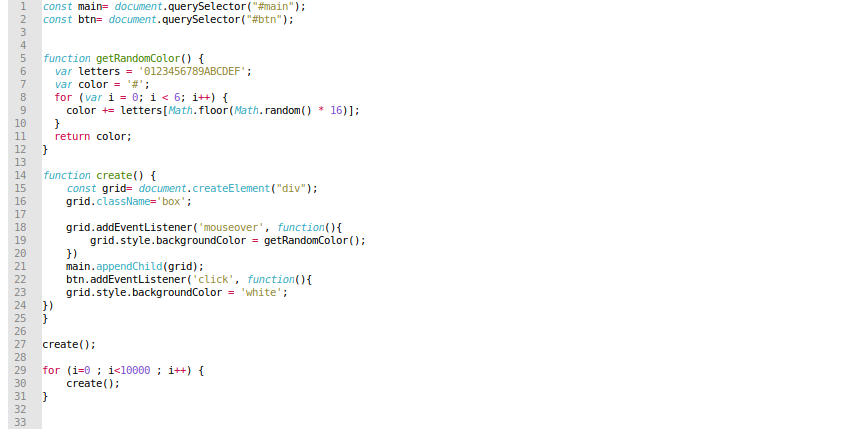 1 const main= document.querySelector("#main");
2 const btn= document.querySelector("#btn");
3
4
5 function getRandomColor() {
6   var letters = '0123456789ABCDEF';
7   var color = '#';
8   for (var i = 0; i < 6; i++) {
9     color += letters[Math.floor(Math.random() * 16)];
10   }
11   return color;
12 }
13
14 function create() {
15     const grid= document.createElement("div");
16     grid.className='box';
17
18     grid.addEventListener('mouseover', function(){
19         grid.style.backgroundColor = getRandomColor();
20     })
21     main.appendChild(grid);
22     btn.addEventListener('click', function(){
23     grid.style.backgroundColor = 'white';
24 })
25 }
26
27 create();
28
29 for (i=0 ; i<10000 ; i++) {
30     create();
31 }
32
33